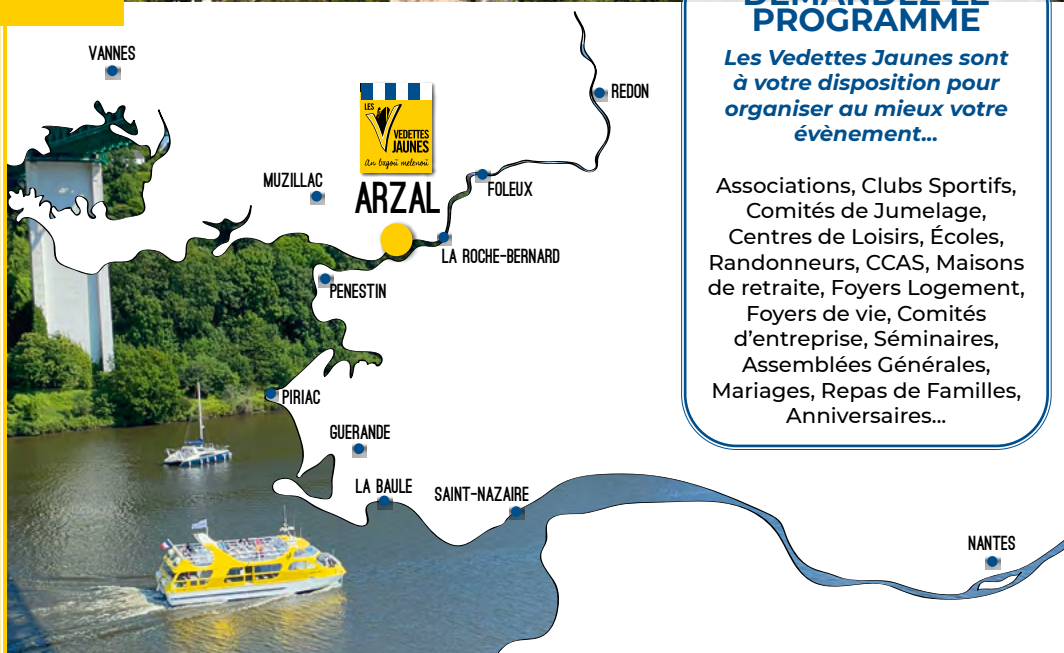 DEMANDEZ LE
PROGRAMME
Les Vedettes Jaunes sont
à votre disposition pour
organiser au mieux votre
évènement...
Associations, Clubs Sportifs,
Comités de Jumelage,
Centres de Loisirs, Écoles,
Randonneurs, CCAS, Maisons
de retraite, Foyers Logement,
Foyers de vie, Comités
d'entreprise, Séminaires,
Assemblées Générales,
Mariages, Repas de Familles,
Anniversaires...
VANNES
REDON
LES
VEDETTES
JAUNES
An bagoù melenoù
MUZILLAC
ARZAL
FOLEUX
LA ROCHE-BERNARD
PENESTIN
PIRIAC
GUERANDE
LA BAULE
SAINT-NAZAIRE
NANTES